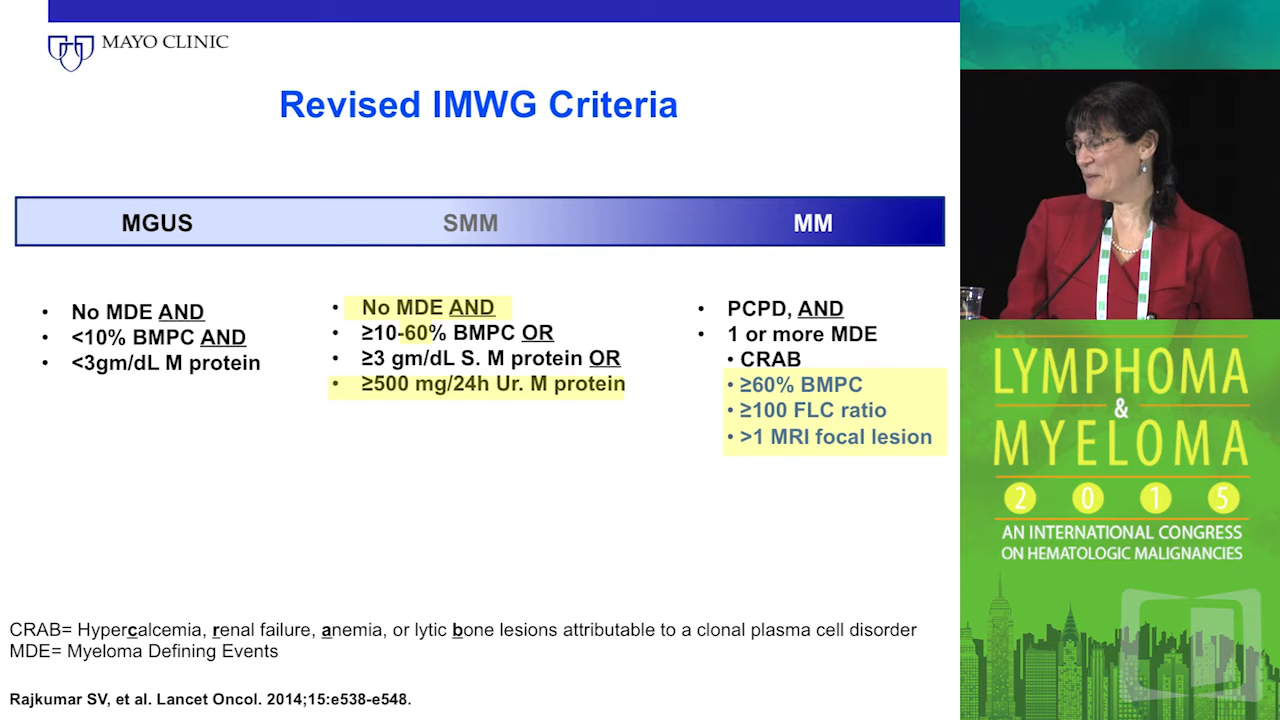 MAYO CLINIC
Revised IMWG Criteria
MGUS
SMM
MM
• No MDE AND
• <10% BMPC AND
• <3gm/dL M protein
• No MDE AND
• ≥10-60% BMPC OR
• ≥3 gm/dL S. M protein OR
• ≥500 mg/24h Ur. M protein
• PCPD, AND
• 1 or more MDE
• CRAB
• ≥60% BMPC
• ≥100 FLC ratio
• >1 MRI focal lesion
CRAB= Hypercalcemia, renal failure, anemia, or lytic bone lesions attributable to a clonal plasma cell disorder
MDE= Myeloma Defining Events
Rajkumar SV, et al. Lancet Oncol. 2014;15:e538-e548.
LYMPHOMA
&
MYELOMA
2015
AN INTERNATIONAL CONGRESS
ON HEMATOLOGIC MALIGNANCIES